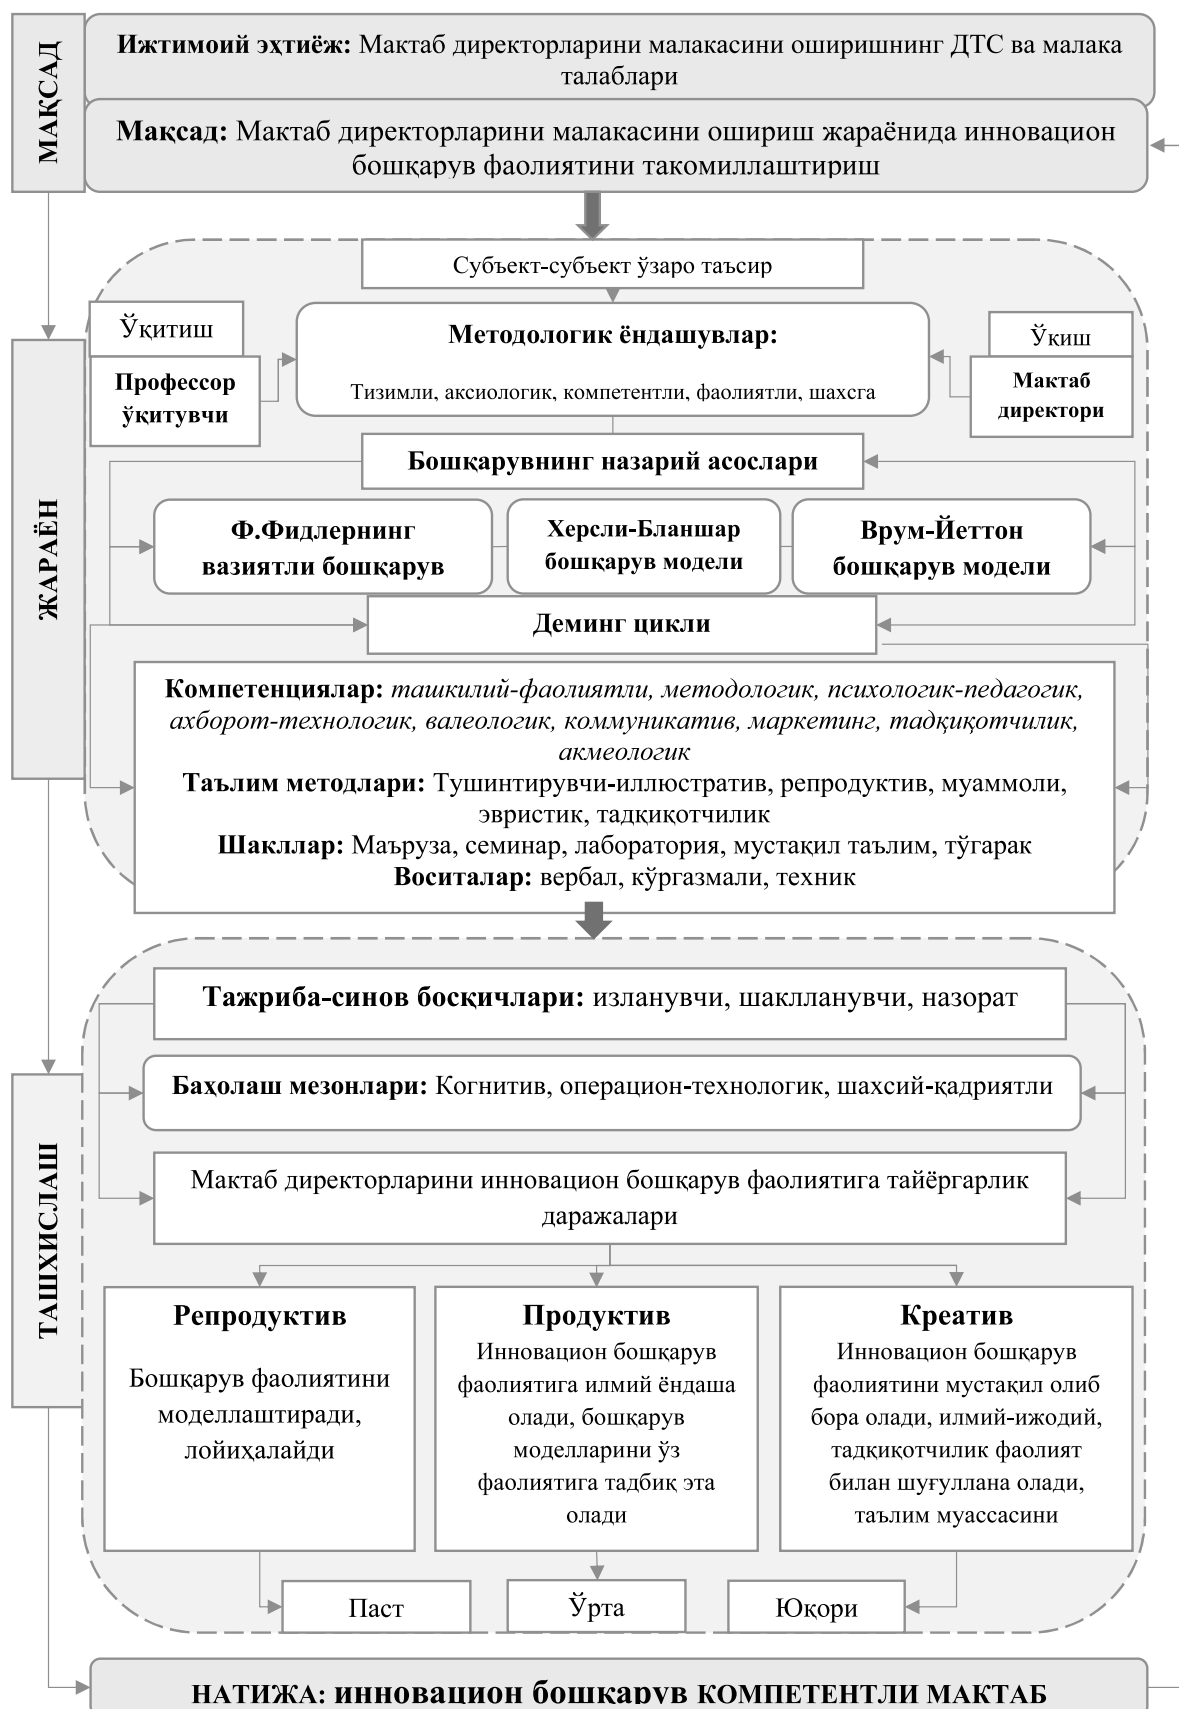 МАҚСАД
Ижтимоий эҳтиёж: Мактаб директорларини малакасини оширишнинг ДТС ва малака
талаблари
Мақсад: Мактаб директорларини малакасини ошириш жараёнида инновацион
бошқарув фаолиятини такомиллаштириш
ЖАРАЁН
Субъект-субъект ўзаро таъсир
Ўқитиш
Профессор
ўқитувчи
Методологик ёндашувлар:
Тизимли, аксиологик, компетентли, фаолиятли, шахсга
Ўқиш
Мактаб
директори
Бошқарувнинг назарий асослари
Ф.Фидлернинг
вазиятли бошқарув
Херсли-Бланшар
бошқарув модели
Врум-Йеттон
бошқарув модели
Деминг цикли
Компетенциялар: ташкилий-фаолиятли, методологик, психологик-педагогик,
ахборот-технологик, валеологик, коммуникатив, маркетинг, тадқиқотчилик,
акмеологик
Таълим методлари: Тушинтирувчи-иллюстратив, репродуктив, муаммоли,
эвристик, тадқиқотчилик
Шакллар: Маъруза, семинар, лаборатория, мустақил таълим, тўгарак
Воситалар: вербал, кўргазмали, техник
ТАШХИСЛАШ
Тажриба-синов босқичлари: изланувчи, шаклланувчи, назорат
Баҳолаш мезонлари: Когнитив, операцион-технологик, шахсий-қадриятли
Мактаб директорларини инновацион бошқарув фаолиятига тайёргарлик
даражалари
Репродуктив
Бошқарув фаолиятини
моделлаштиради,
лойиҳалайди
Продуктив
Инновацион бошқарув
фаолиятига илмий ёндаша
олади, бошқарув
моделларини ўз
фаолиятига тадбиқ эта
олади
Креатив
Инновацион бошқарув
фаолиятини мустақил олиб
бора олади, илмий-ижодий,
тадқиқотчилик фаолият
билан шуғуллана олади,
таълим муассасини
Паст
Ўрта
Юқори
НАТИЖА: инновацион бошқарув КОМПЕТЕНТЛИ МАКТАБ